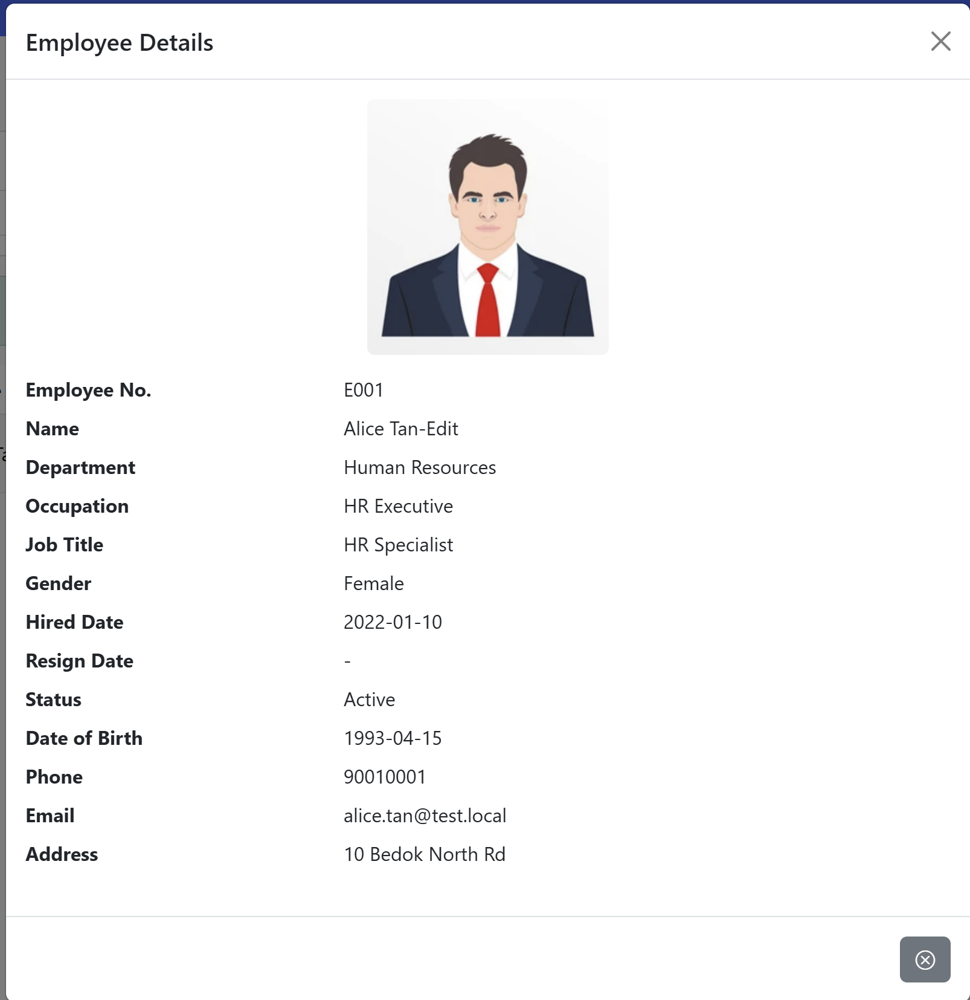 Employee Details
Employee No. E001
Name Alice Tan-Edit
Department Human Resources
Occupation HR Executive
Job Title HR Specialist
Gender Female
Hired Date 2022-01-10
Resign Date -
Status Active
Date of Birth 1993-04-15
Phone 90010001
Email alice.tan@test.local
Address 10 Bedok North Rd